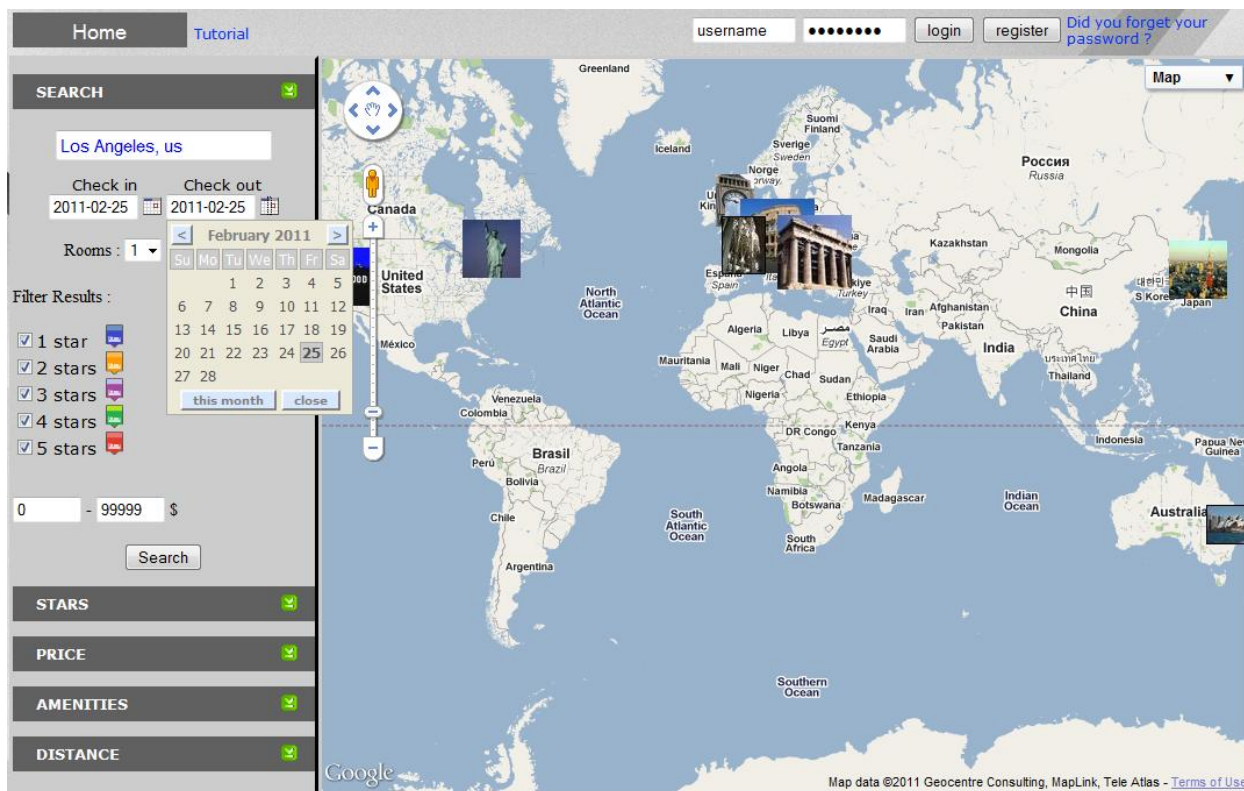 Home
Tutorial
username
login
register
Did you forget your
password ?
SEARCH
Los Angeles, us
Check in
Check out
2011-02-25
2011-02-25
Rooms : 1
< February 2011 >
Su Mo Tu We Th Fr Sa
1 2 3 4 5
6 7 8 9 10 11 12
13 14 15 16 17 18 19
20 21 22 23 24 25 26
27 28
this month
close
Filter Results :
1 star
2 stars
3 stars
4 stars
5 stars
0 - 99999 $
Search
STARS
PRICE
AMENITIES
DISTANCE
Map
Greenland
Iceland
Suomi
Finland
Sverige
Sweden
Norge
Россия
Russia
Canada
United
States
México
North
Atlantic
Ocean
España
Spain
Turkey
Kazakhstan
Mongolia
中国
China
S Kore
Japan
Iraq
Iran
Afghanistan
Pakistan
India
Thailand
Algeria
Libya
مصر
Egypt
Saudi
Arabia
Mauritania
Mali
Niger
Chad
Sudan
Nigeria
Ethiopia
DR Congo
Kenya
Tanzania
Angola
Namibia
Botswana
Madagascar
South
Africa
Venezuela
Colombia
Perú
Brasil
Brazil
Bolivia
Chile
Argentina
South
Atlantic
Ocean
Indian
Ocean
Indonesia
Papua New
Guinea
Australia
Southern
Ocean
Google
Map data ©2011 Geocentre Consulting, MapLink, Tele Atlas - Terms of Use